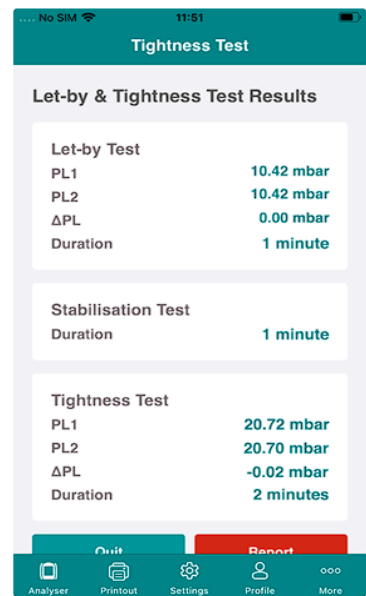 .... No SIM 11:51
Tightness Test
Let-by & Tightness Test Results
Let-by Test
PL1 10.42 mbar
PL2 10.42 mbar
ΔPL 0.00 mbar
Duration 1 minute
Stabilisation Test
Duration 1 minute
Tightness Test
PL1 20.72 mbar
PL2 20.70 mbar
ΔPL -0.02 mbar
Duration 2 minutes
Quit Report
Analyser Printout Settings Profile More